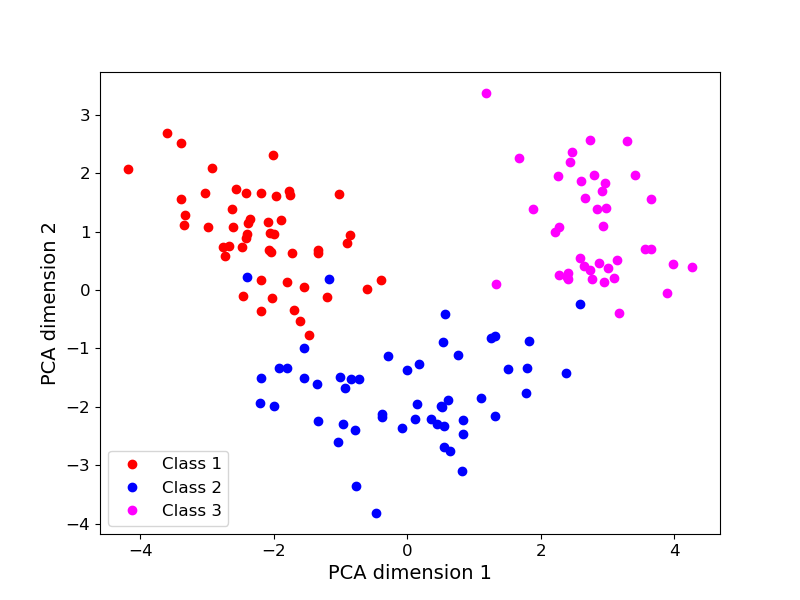 3
2
1
0
−1
−2
−3
−4
PCA dimension 2
Class 1
Class 2
Class 3
−4 −2 0 2 4
PCA dimension 1